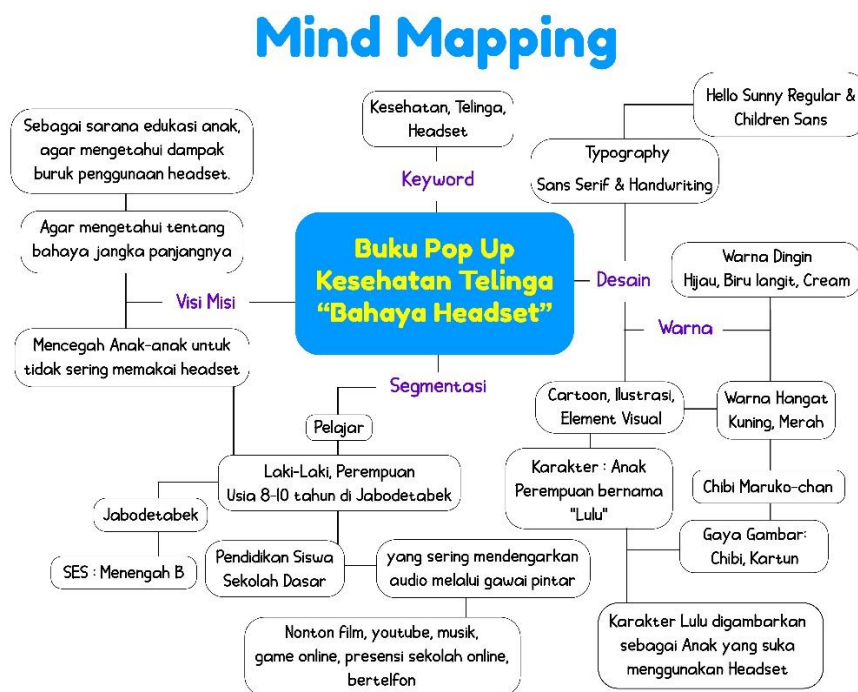 Mind Mapping
Kesehatan, Telinga,
Headset
Keyword
Buku Pop Up
Kesehatan Telinga
“Bahaya Headset”
Sebagai sarana edukasi anak,
agar mengetahui dampak
buruk penggunaan headset.
Agar mengetahui tentang
bahaya jangka panjangnya
Visi Misi
Mencegah Anak-anak untuk
tidak sering memakai headset
Hello Sunny Regular &
Children Sans
Typography
Sans Serif & Handwriting
Desain
Warna Dingin
Hijau, Biru langit, Cream
Warna
Cartoon, Ilustrasi,
Element Visual
Warna Hangat
Kuning, Merah
Karakter : Anak
Perempuan bernama
"Lulu"
Chibi Maruko-chan
Gaya Gambar:
Chibi, Kartun
Karakter Lulu digambarkan
sebagai Anak yang suka
menggunakan Headset
Segmentasi
Pelajar
Laki-Laki, Perempuan
Usia 8-10 tahun di Jabodetabek
Jabodetabek
SES : Menengah B
Pendidikan Siswa
Sekolah Dasar
yang sering mendengarkan
audio melalui gawai pintar
Nonton film, youtube, musik,
game online, presensi sekolah online,
bertelfon